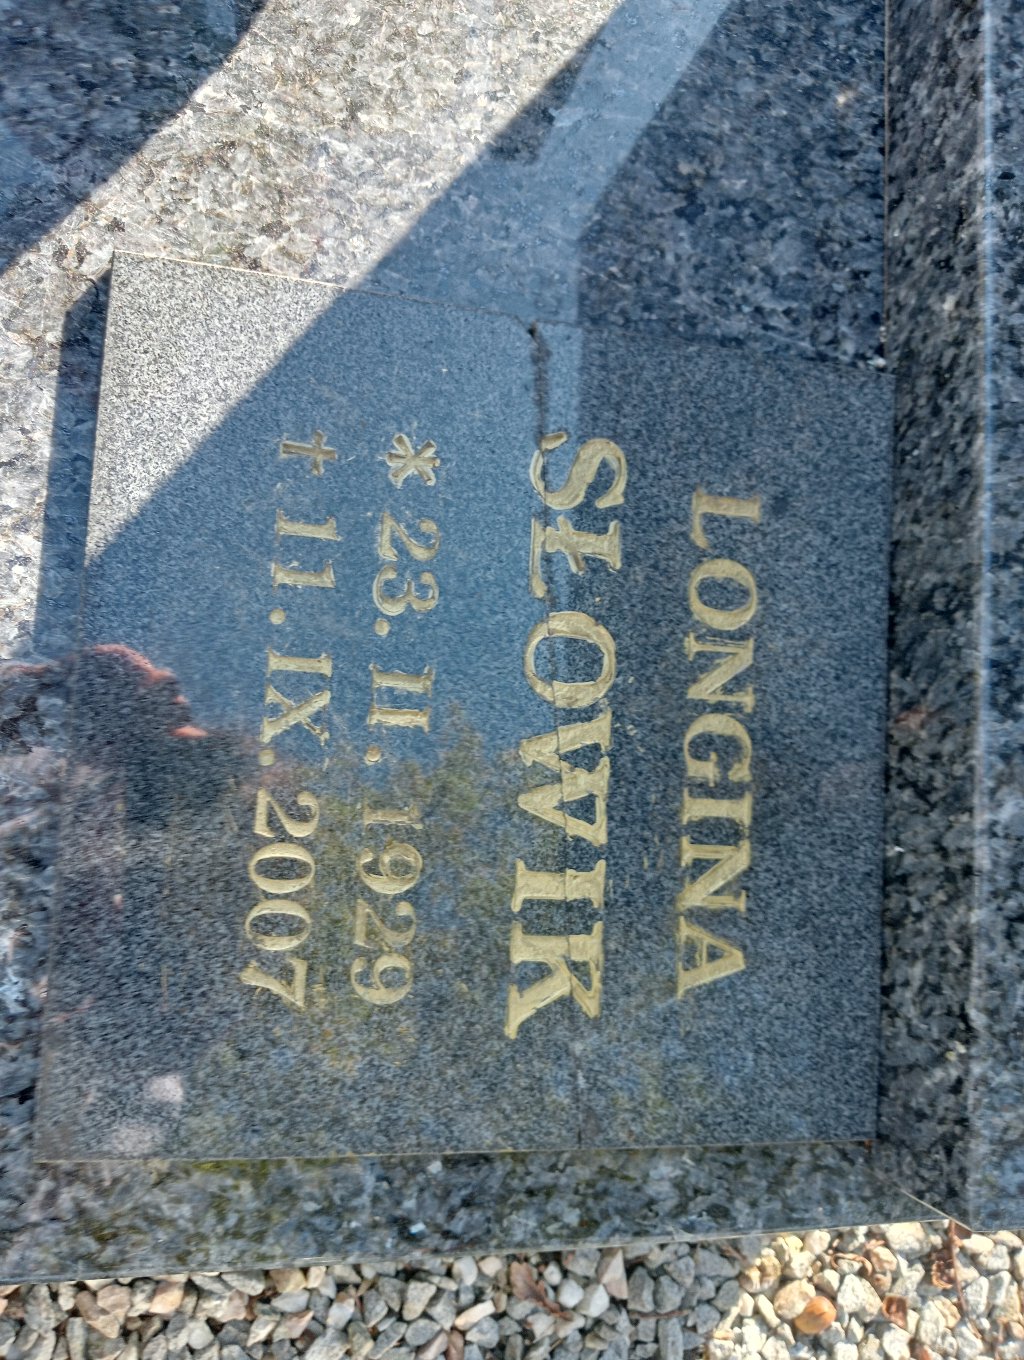 LONGINA
SŁOWIK
* 23. II. 1929
† 11. IX. 2007